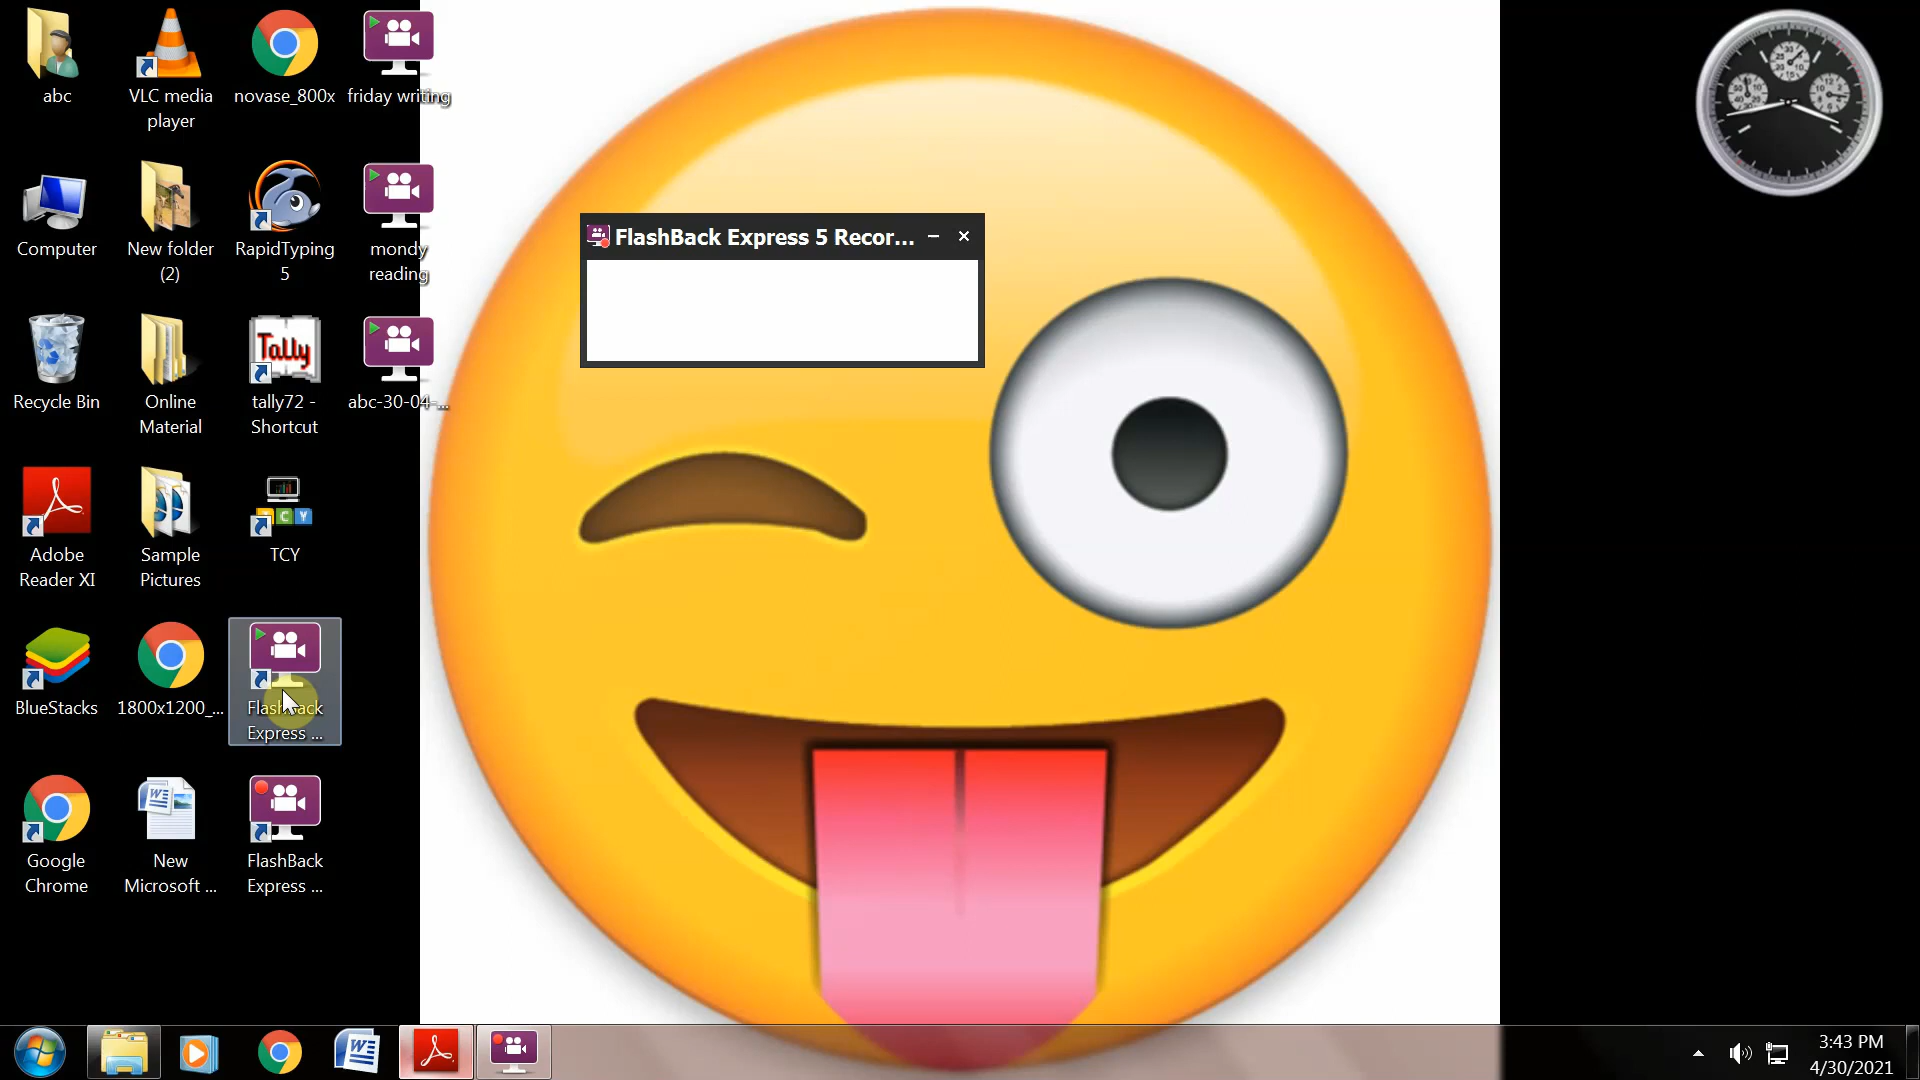 abc
VLC media
player
novase_800x
friday writing
Computer
New folder
(2)
RapidTyping
5
mondy
reading
Recycle Bin
Online
Material
Tally
tally72 -
Shortcut
abc-30-04-...
Adobe
Reader XI
Sample
Pictures
TCY
BlueStacks
1800x1200_...
FlashBack
Express ...
Google
Chrome
New
Microsoft ...
FlashBack
Express ...
FlashBack Express 5 Recor...
3:43 PM
4/30/2021